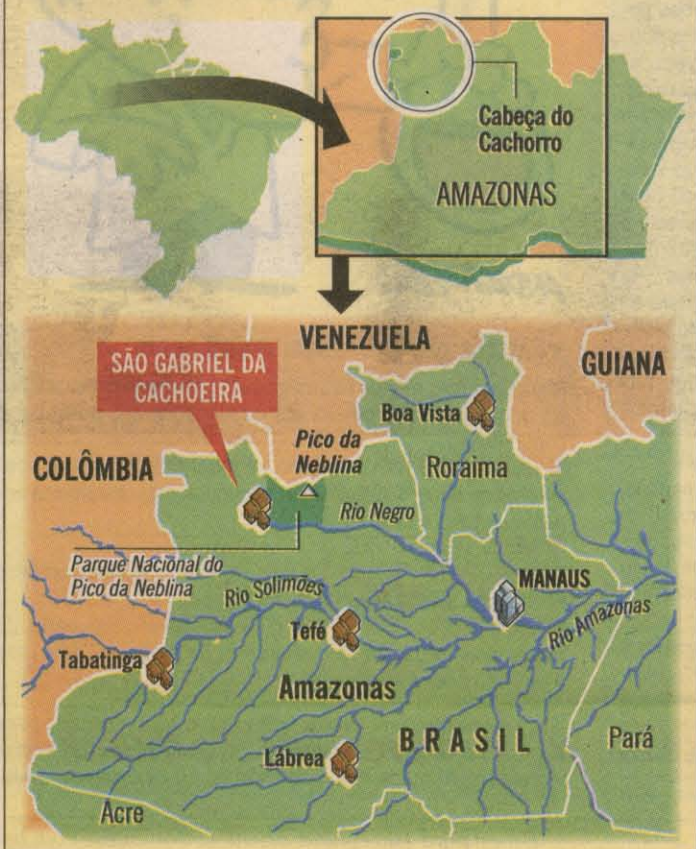 Cabeça do
Cachorro
AMAZONAS
VENEZUELA
GUIANA
SÃO GABRIEL DA
CACHOEIRA
Boa Vista
Pico da
Neblina
Roraima
COLÔMBIA
Rio Negro
Parque Nacional do
Pico da Neblina
Rio Solimões
MANAUS
Rio Amazonas
Tefé
Tabatinga
Amazonas
BRASIL
Pará
Lábrea
Acre